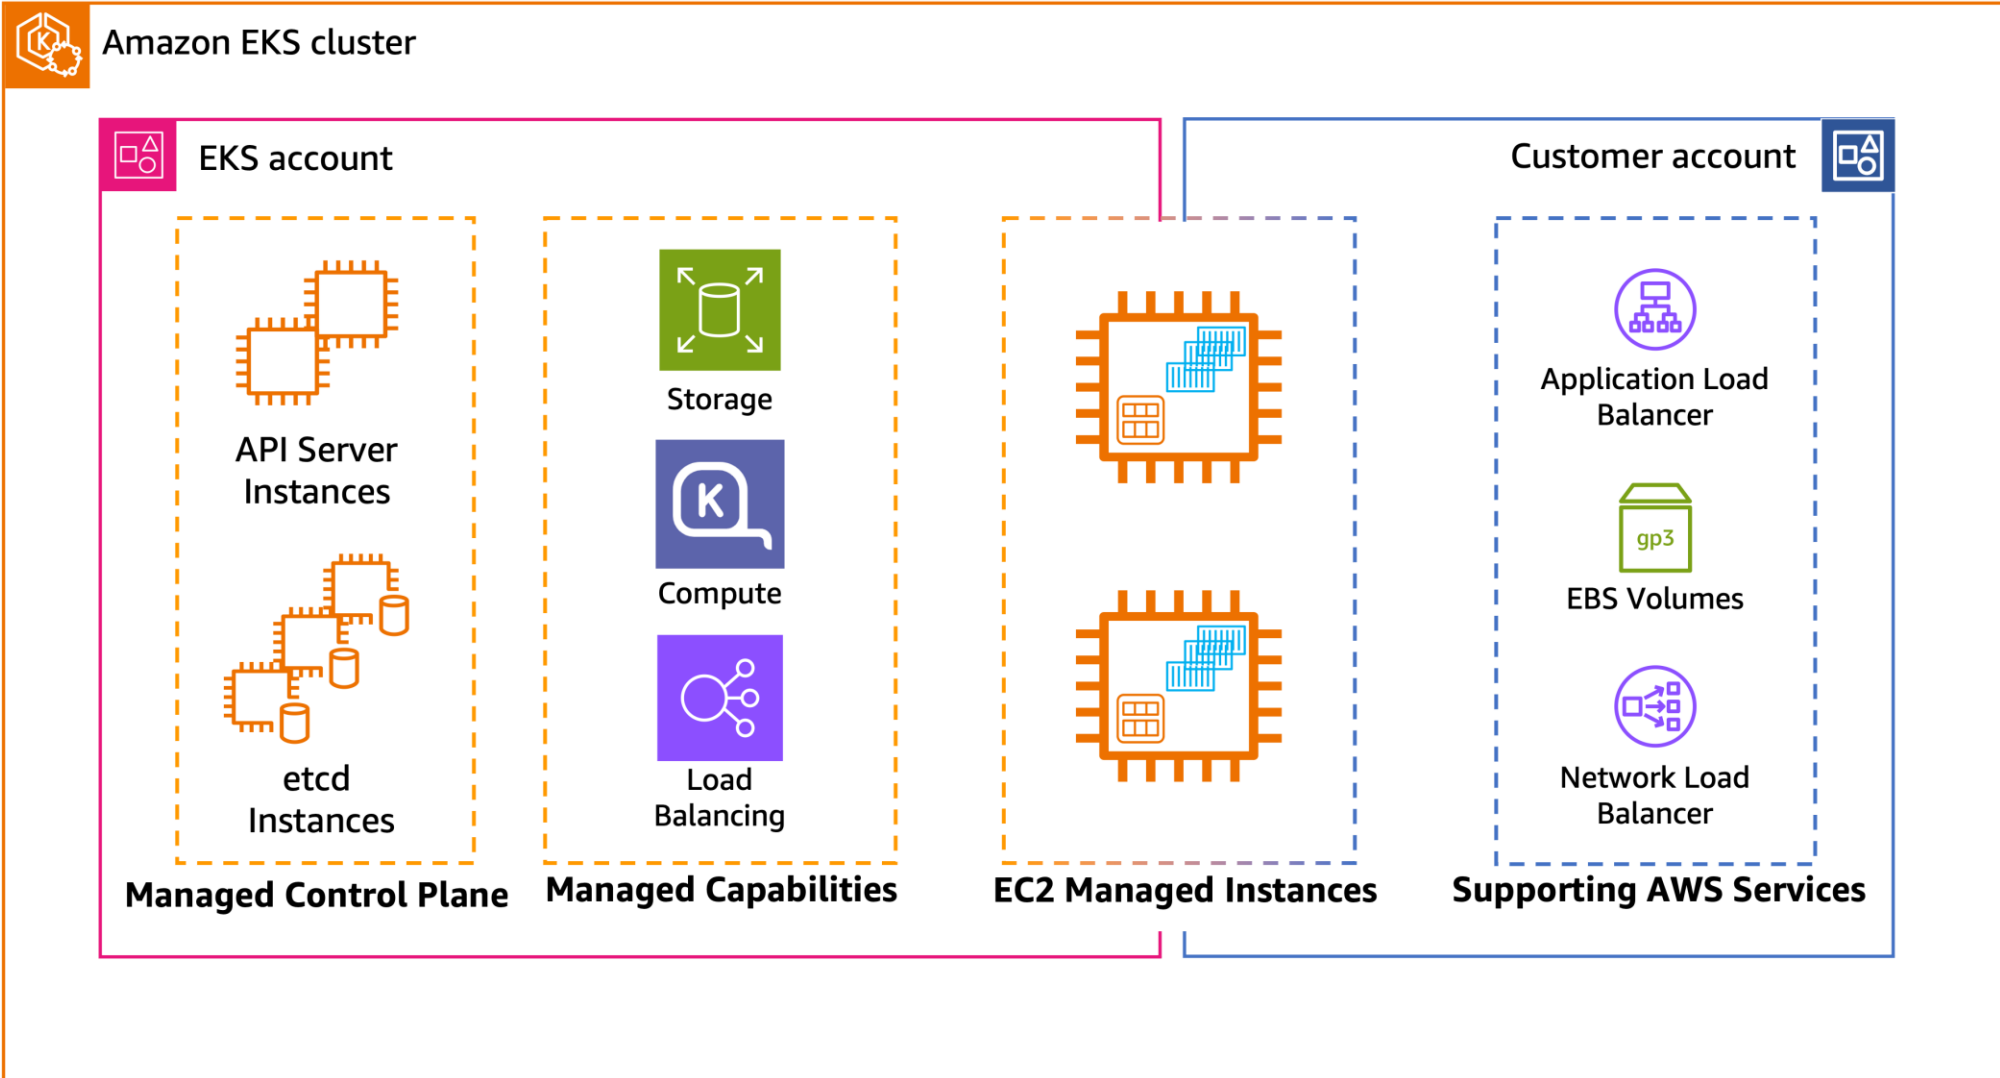 Amazon EKS cluster
EKS account
Customer account
API Server
Instances
etcd
Instances
Managed Control Plane
Storage
K
Compute
Load
Balancing
Managed Capabilities
EC2 Managed Instances
Application Load
Balancer
gp3
EBS Volumes
Network Load
Balancer
Supporting AWS Services